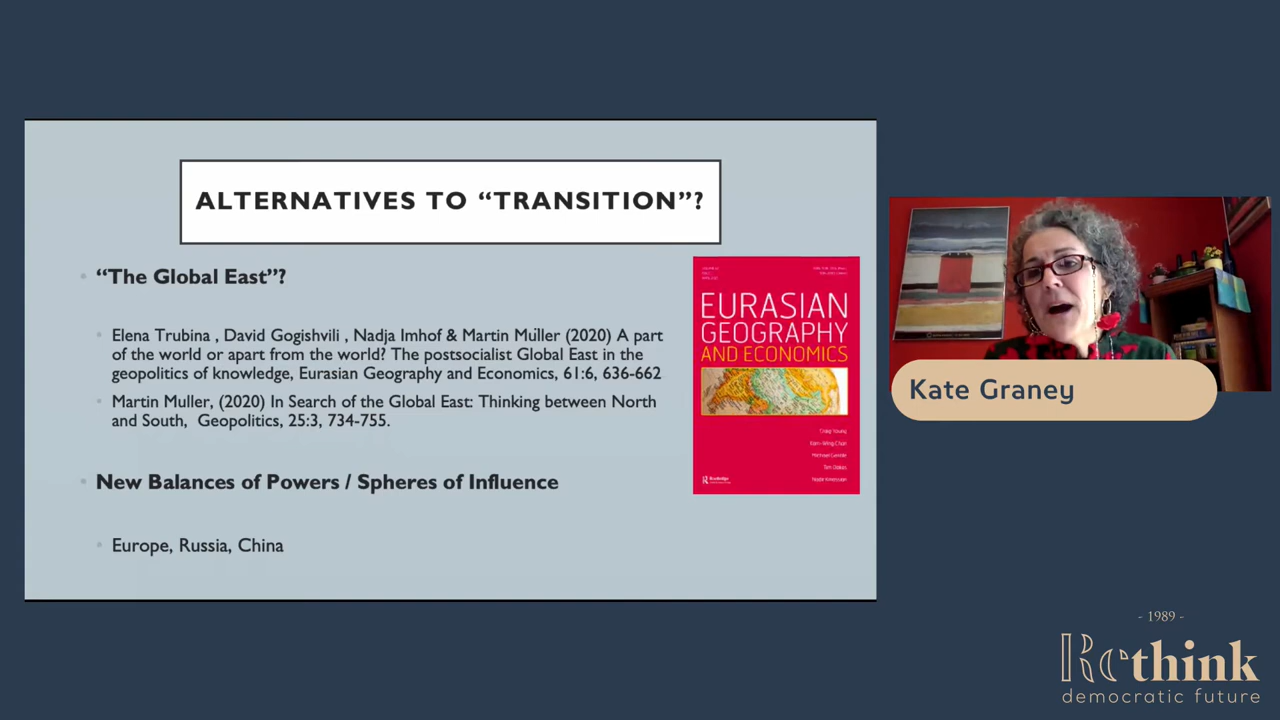 ALTERNATIVES TO “TRANSITION”?
“The Global East”?
Elena Trubina , David Gogishvili , Nadja Imhof & Martin Müller (2020) A part
of the world or apart from the world? The postsocialist Global East in the
geopolitics of knowledge, Eurasian Geography and Economics, 61:6, 636-662
Martin Muller, (2020) In Search of the Global East: Thinking between North
and South, Geopolitics, 25:3, 734-755.
New Balances of Powers / Spheres of Influence
Europe, Russia, China
EURASIAN
GEOGRAPHY
AND ECONOMICS
Craig Young
Routledge
Kate Graney
- 1989 -
Rethink
democratic future